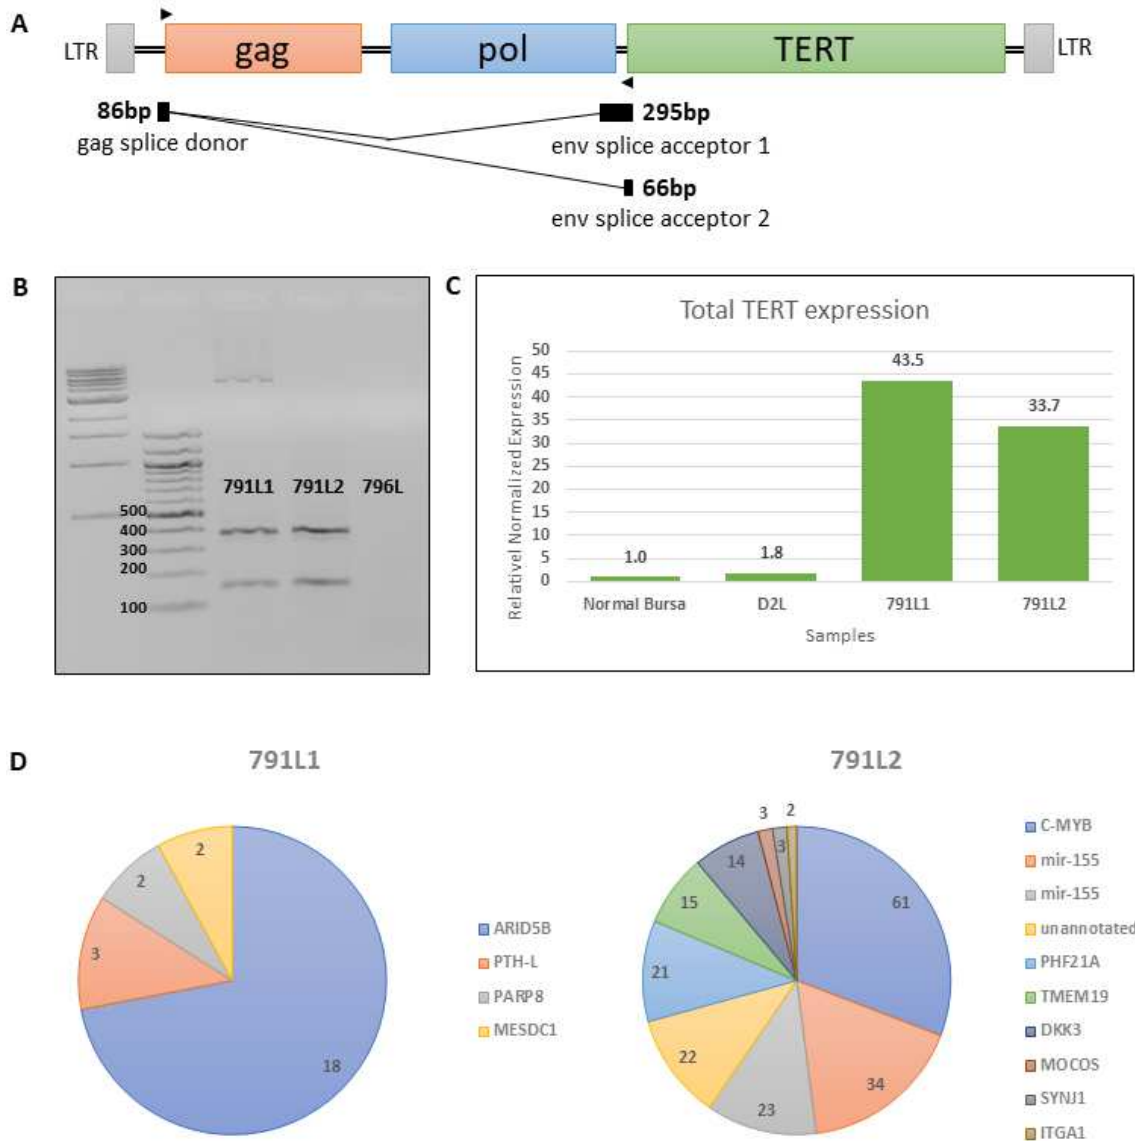 A
LTR
gag
pol
TERT
LTR
86bp
gag splice donor
295bp
env splice acceptor 1
66bp
env splice acceptor 2
B
791L1 791L2 796L
500
400
300
200
100
C
Total TERT expression
Relativel Normalized Expression
50
45
40
35
30
25
20
15
10
5
0
1.0
1.8
43.5
33.7
Normal Bursa
D2L
791L1
791L2
Samples
D
791L1
2
2
3
18
ARID5B
PTH-L
PARP8
MESDC1
791L2
3
3
2
14
61
15
21
22
23
34
C-MYB
mir-155
mir-155
unannotated
PHF21A
TMEM19
DKK3
MOCOS
SYNJ1
ITGA1